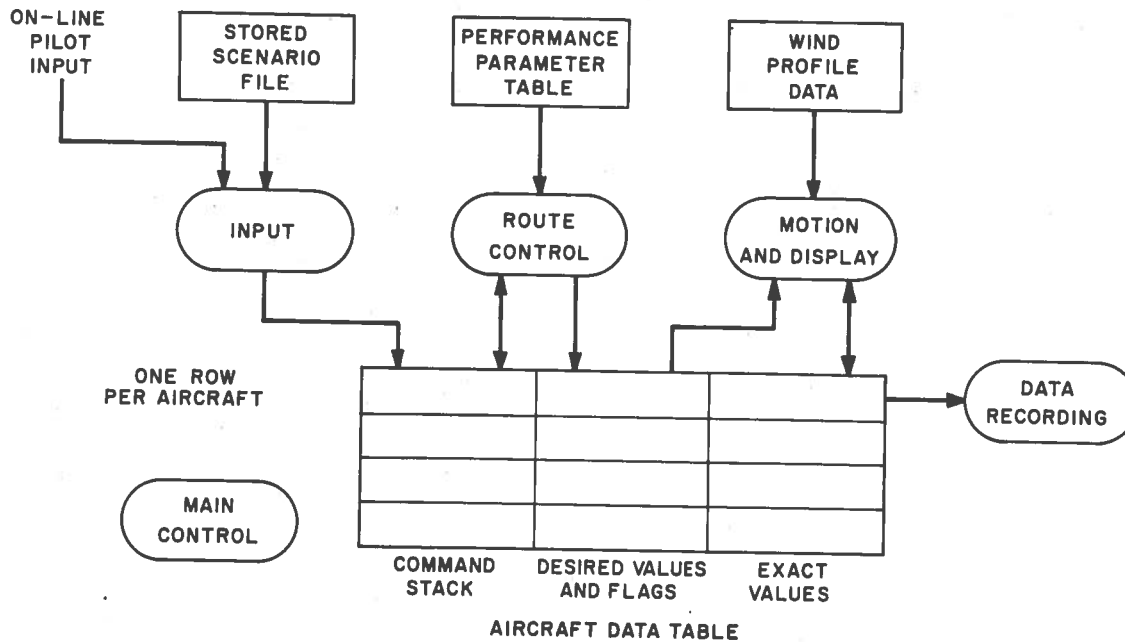 ON-LINE
PILOT
INPUT
STORED
SCENARIO
FILE
PERFORMANCE
PARAMETER
TABLE
WIND
PROFILE
DATA
INPUT
ROUTE
CONTROL
MOTION
AND DISPLAY
ONE ROW
PER AIRCRAFT
DATA
RECORDING
MAIN
CONTROL
COMMAND
STACK
DESIRED VALUES
AND FLAGS
EXACT
VALUES
AIRCRAFT DATA TABLE